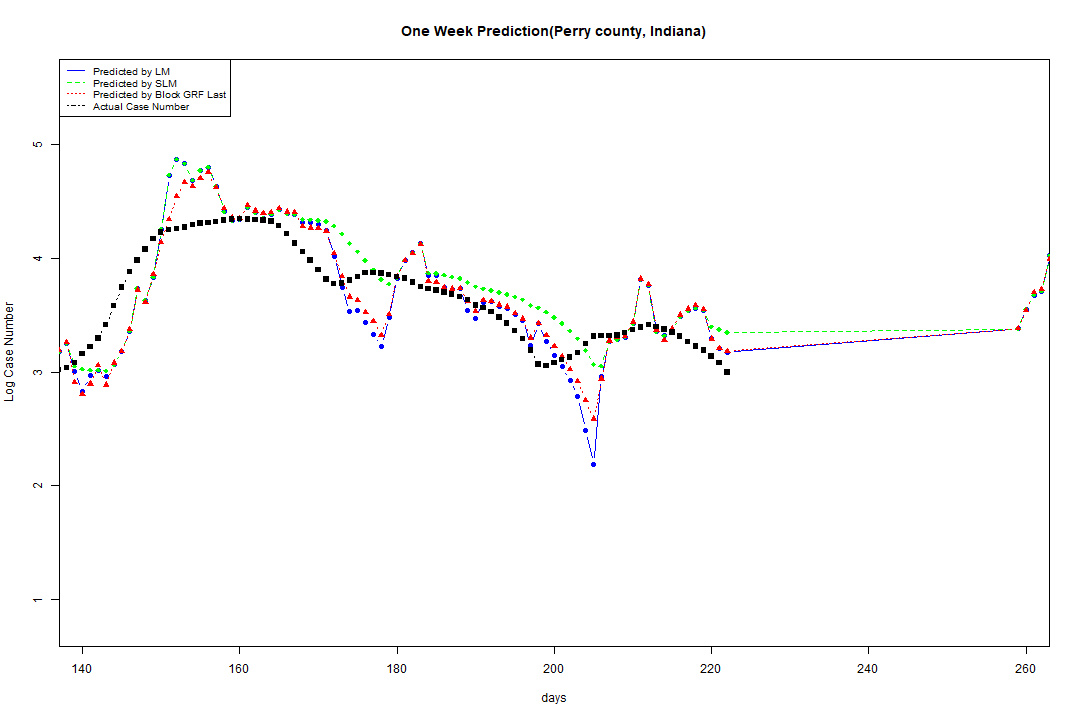 One Week Prediction(Perry county, Indiana)
Predicted by LM
Predicted by SLM
Predicted by Block GRF Last
Actual Case Number
Log Case Number
5
4
3
2
1
140 160 180 200 220 240 260
days